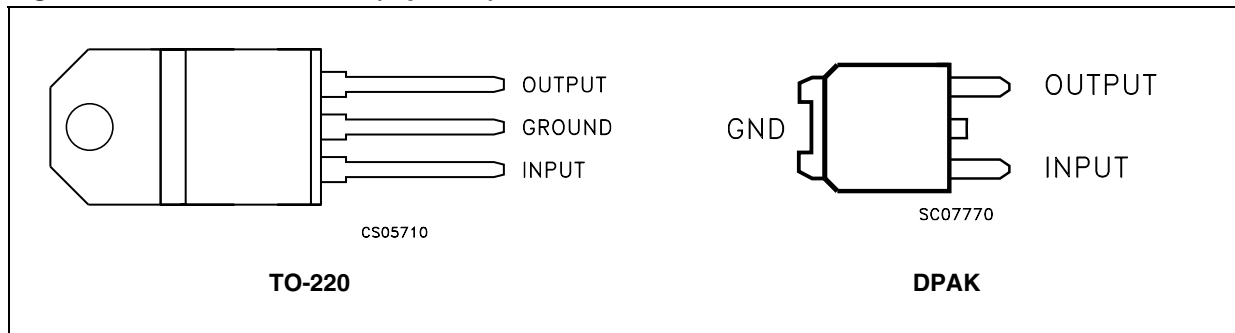 OUTPUT
GROUND
INPUT
CS05710
TO-220
GND
OUTPUT
INPUT
SC07770
DPAK